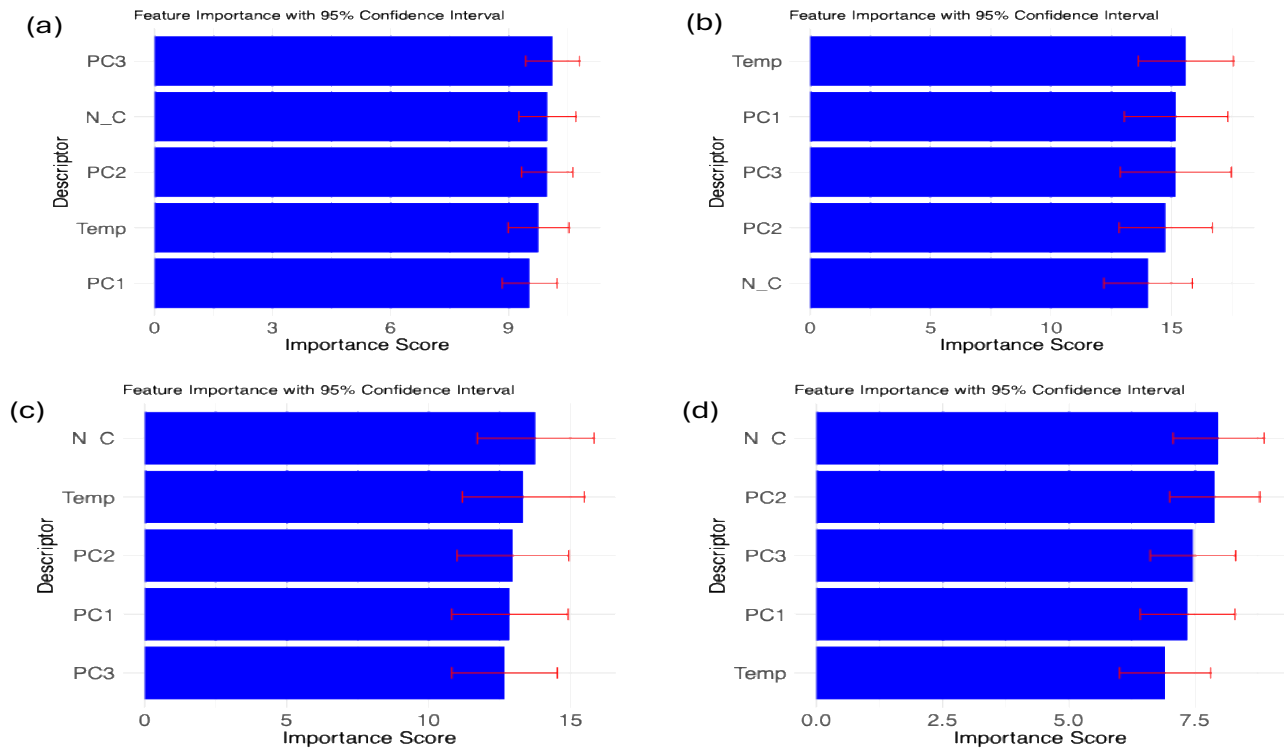 (a)
Feature Importance with 95% Confidence Interval
Descriptor
PC3
N_C
PC2
Temp
PC1
0 3 6 9
Importance Score
(b)
Feature Importance with 95% Confidence Interval
Descriptor
Temp
PC1
PC3
PC2
N_C
0 5 10 15
Importance Score
(c)
Feature Importance with 95% Confidence Interval
Descriptor
N C
Temp
PC2
PC1
PC3
0 5 10 15
Importance Score
(d)
Feature Importance with 95% Confidence Interval
Descriptor
N C
PC2
PC3
PC1
Temp
0.0 2.5 5.0 7.5
Importance Score